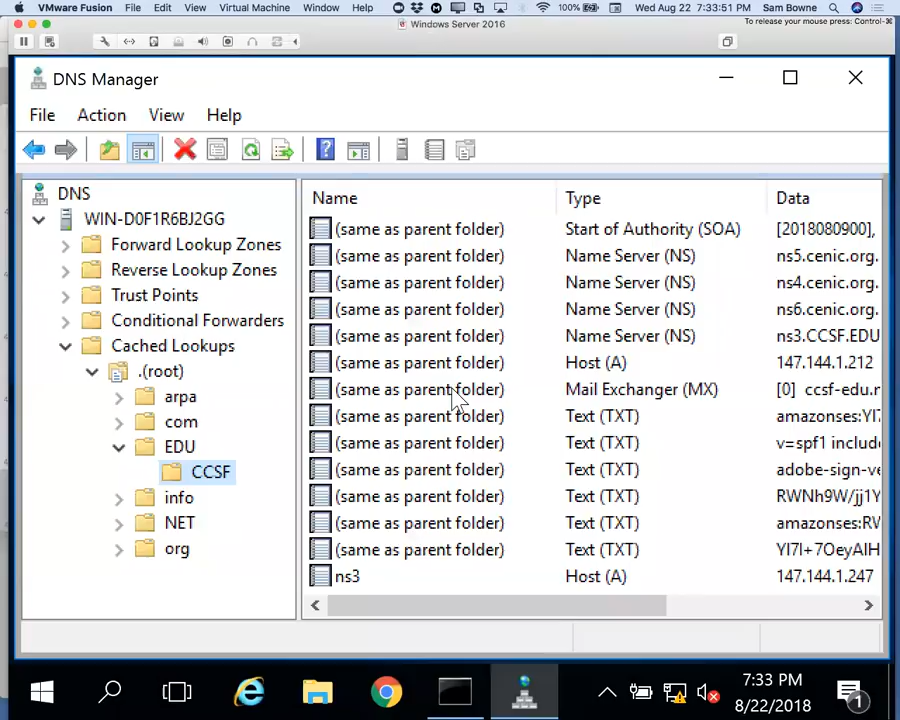 VMware Fusion File Edit View Virtual Machine Window Help 100% Wed Aug 22 7:33:51 PM Sam Bowne
Windows Server 2016 To release your mouse press: Control-⌘
DNS Manager
File Action View Help
DNS
WIN-D0F1R6BJ2GG
Forward Lookup Zones
Reverse Lookup Zones
Trust Points
Conditional Forwarders
Cached Lookups
.(root)
arpa
com
EDU
CCSF
info
NET
org
Name Type Data
(same as parent folder) Start of Authority (SOA) [2018080900],
(same as parent folder) Name Server (NS) ns5.cenic.org.
(same as parent folder) Name Server (NS) ns4.cenic.org.
(same as parent folder) Name Server (NS) ns6.cenic.org.
(same as parent folder) Name Server (NS) ns3.CCSF.EDU
(same as parent folder) Host (A) 147.144.1.212
(same as parent folder) Mail Exchanger (MX) [0] ccsf-edu.
(same as parent folder) Text (TXT) amazonses:
(same as parent folder) Text (TXT) v=spf1 include
(same as parent folder) Text (TXT) adobe-sign-ve
(same as parent folder) Text (TXT) RWNh9W/jj1Y
(same as parent folder) Text (TXT) amazonses:
(same as parent folder) Text (TXT)
ns3 Host (A) 147.144.1.247
7:33 PM
8/22/2018
1